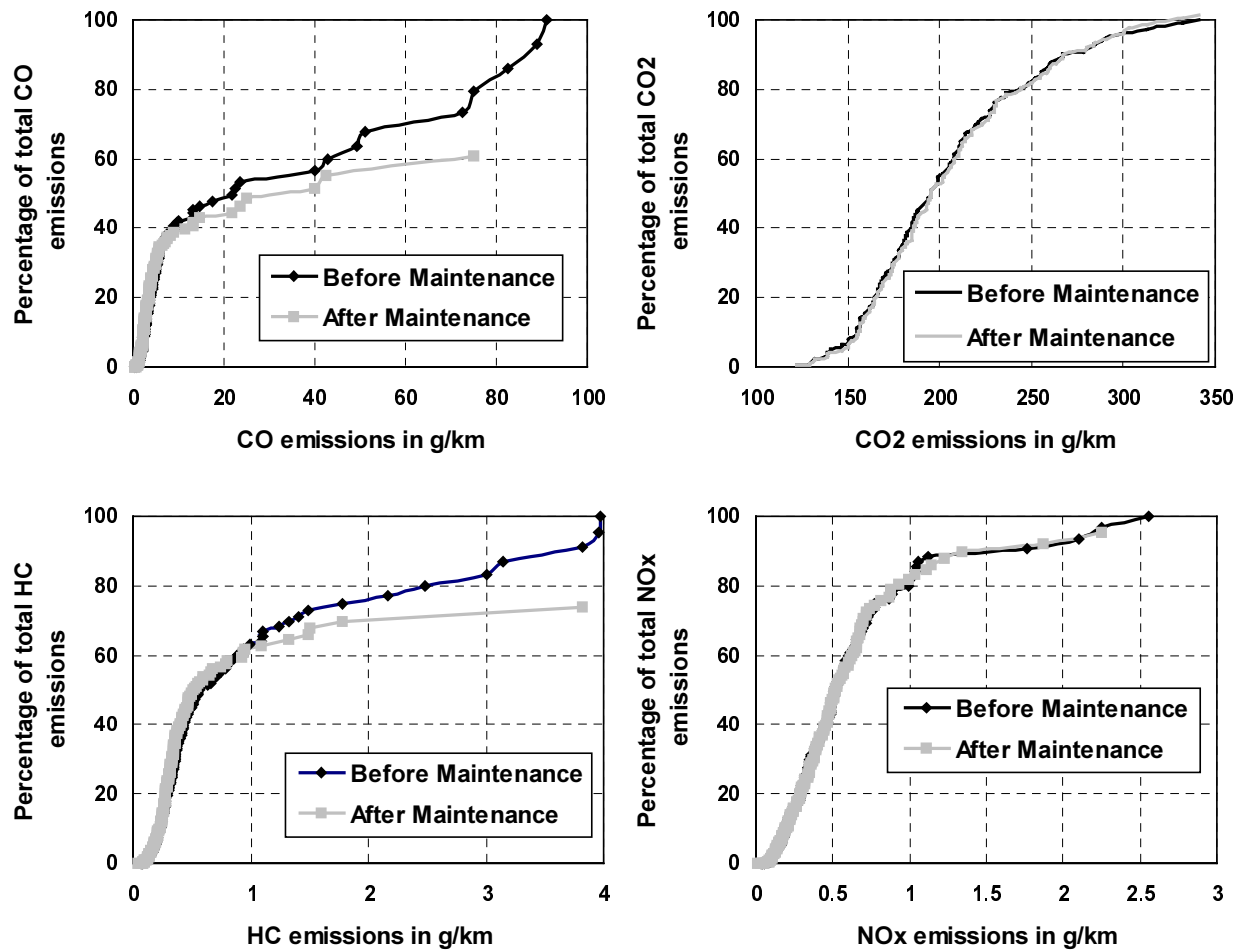 Percentage of total CO
emissions
100
80
60
40
20
0
Before Maintenance
After Maintenance
0 20 40 60 80 100
CO emissions in g/km
Percentage of total CO2
emissions
100
80
60
40
20
0
Before Maintenance
After Maintenance
100 150 200 250 300 350
CO2 emissions in g/km
Percentage of total HC
emissions
100
80
60
40
20
0
Before Maintenance
After Maintenance
0 1 2 3 4
HC emissions in g/km
Percentage of total NOx
emissions
100
80
60
40
20
0
Before Maintenance
After Maintenance
0 0.5 1 1.5 2 2.5 3
NOx emissions in g/km